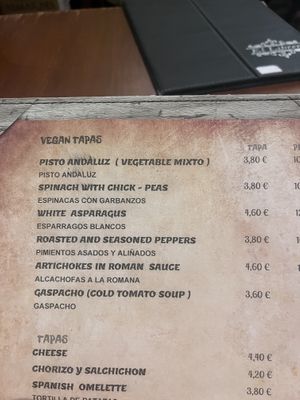 VEGAN TAPAS
TAPA
PISTO ANDALUZ ( VEGETABLE MIXTO ) 3,80 €
PISTO ANDALUZ
SPINACH WITH CHICK - PEAS 3,80 €
ESPINACAS CON GARBANZOS
WHITE ASPARAGUS 4,60 €
ESPARRAGOS BLANCOS
ROASTED AND SEASONED PEPPERS 3,80 €
PIMIENTOS ASADOS Y ALIÑADOS
ARTICHOKES IN ROMAN SAUCE 4,60 €
ALCACHOFAS A LA ROMANA
GASPACHO (COLD TOMATO SOUP ) 3,60 €
GASPACHO
TAPAS
CHEESE 4,40 €
CHORIZO y SALCHICHON 4,20 €
SPANISH OMELETTE 3,80 €
TORTILLA DE PATATAS